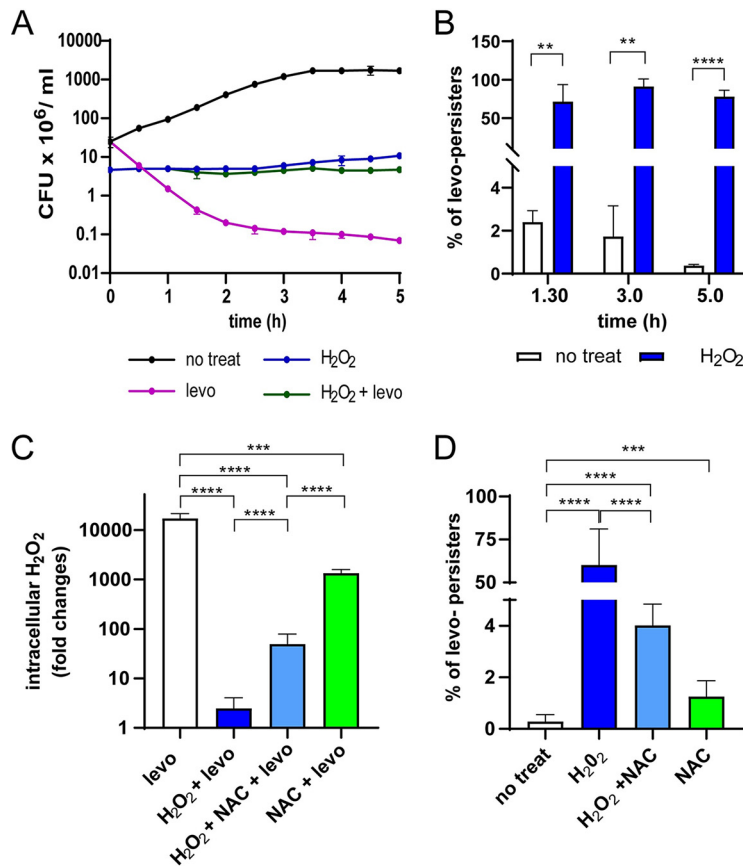 A
CFU x 10⁶/ ml
10000
1000
100
10
1
0.1
0.01
0 1 2 3 4 5
time (h)
no treat
H₂O₂
levo
H₂O₂ + levo
B
% of levo-persisters
150
100
50
4
2
0
** ** ****
1.30 3.0 5.0
time (h)
no treat H₂O₂
C
intracellular H₂O₂
(fold changes)
***
****
**** ****
****
10000
1000
100
10
1
levo
H₂O₂ + levo
H₂O₂ + NAC + levo
NAC + levo
D
% of levo- persisters
***
****
**** ****
100
75
50
4
2
0
no treat
H₂0₂
H₂O₂ +NAC
NAC